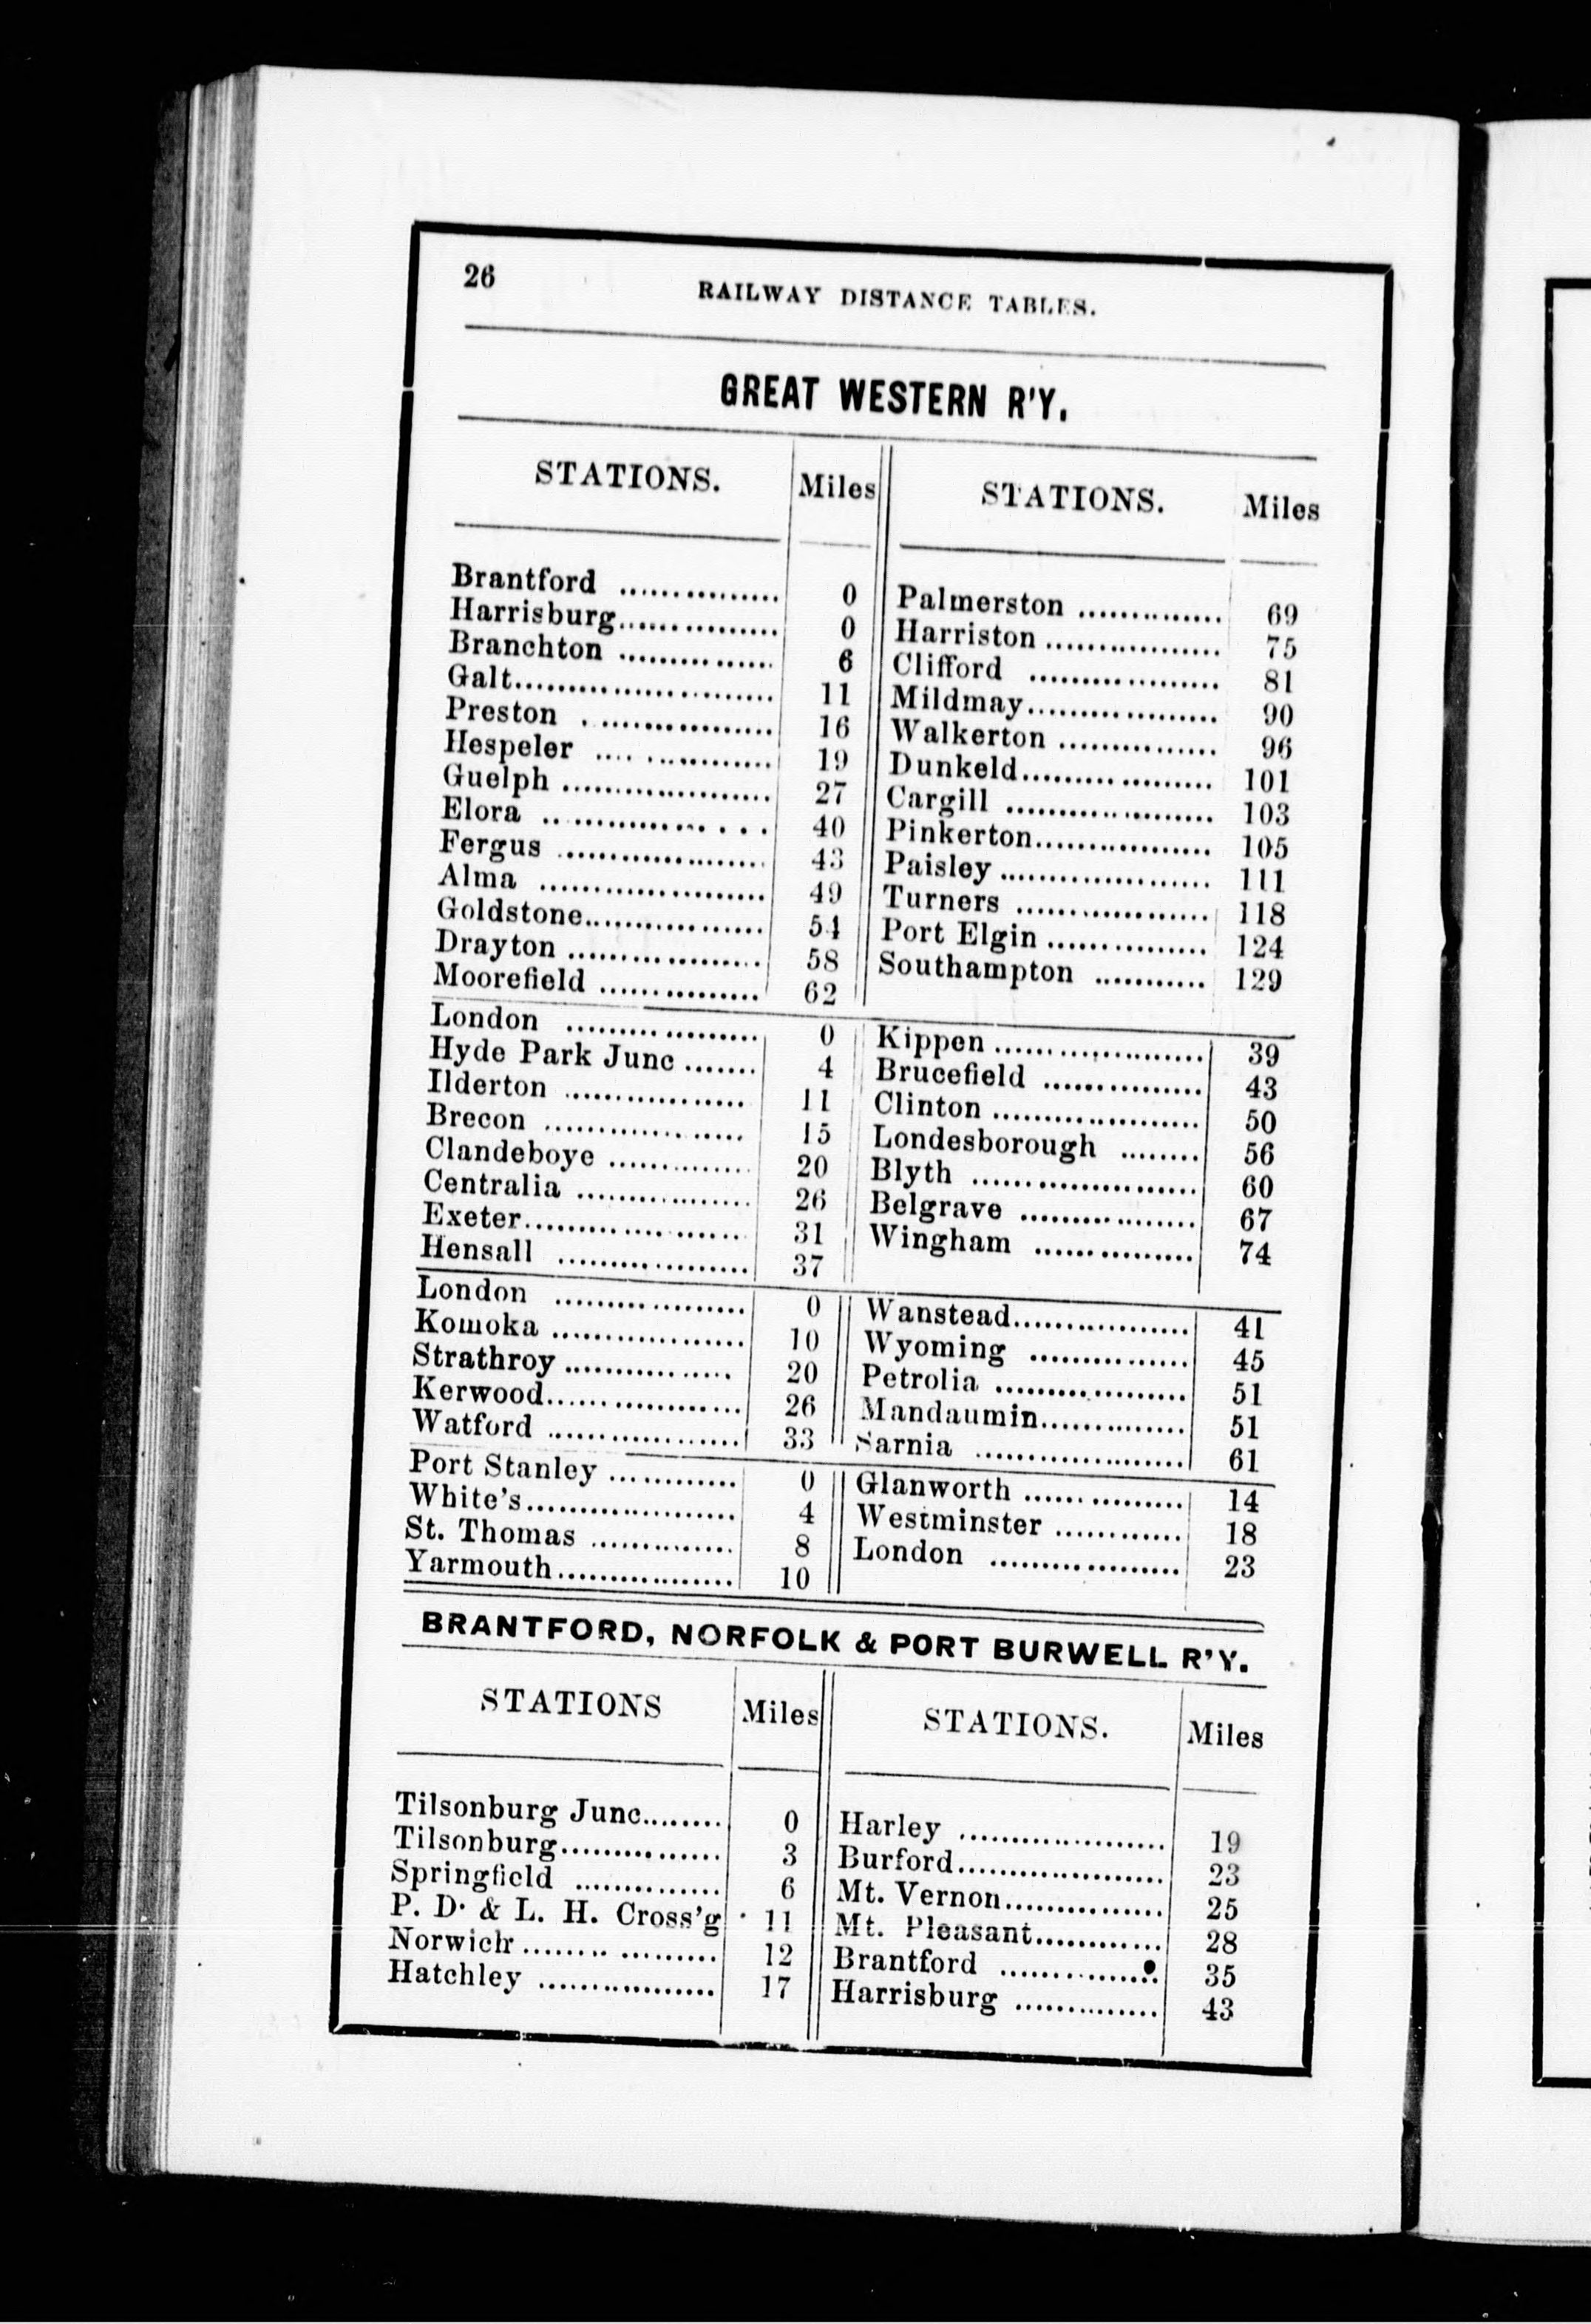 26
RAILWAY DISTANCE TABLES.
GREAT WESTERN R'Y.
STATIONS. Miles STATIONS. Miles
Brantford ............... 0 Palmerston .............. 69
Harrisburg............... 0 Harriston ................. 75
Branchton ............... 6 Clifford ................... 81
Galt......................... 11 Mildmay................... 90
Preston .................. 16 Walkerton ................ 96
Hespeler .................. 19 Dunkeld................... 101
Guelph .................... 27 Cargill .................... 103
Elora ...................... 40 Pinkerton................. 105
Fergus .................... 43 Paisley ..................... 111
Alma ...................... 49 Turners ................... 118
Goldstone................. 54 Port Elgin ............... 124
Drayton ................... 58 Southampton ........... 129
Moorefield ................ 62
London ................... 0 Kippen ..................... 39
Hyde Park Junc ....... 4 Brucefield ................ 43
Ilderton .................. 11 Clinton .................... 50
Brecon .................... 15 Londesborough ........ 56
Clandeboye .............. 20 Blyth ...................... 60
Centralia ................. 26 Belgrave ................. 67
Exeter..................... 31 Wingham ................ 74
Hensall ................... 37
London ................... 0 Wanstead................. 41
Komoka ................... 10 Wyoming ................ 45
Strathroy ................. 20 Petrolia ................... 51
Kerwood................... 26 Mandaumin.............. 51
Watford ................... 33 Sarnia ..................... 61
Port Stanley ............. 0 Glanworth ................ 14
White's.................... 4 Westminster ............. 18
St. Thomas .............. 8 London ................... 23
Yarmouth................. 10
BRANTFORD, NORFOLK & PORT BURWELL R'Y.
STATIONS Miles STATIONS. Miles
Tilsonburg Junc........ 0 Harley .................... 19
Tilsonburg................ 3 Burford.................... 23
Springfield .............. 6 Mt. Vernon............... 25
P. D. & L. H. Cross'g 11 Mt. Pleasant............. 28
Norwich .................. 12 Brantford ................ 35
Hatchley ................. 17 Harrisburg .............. 43